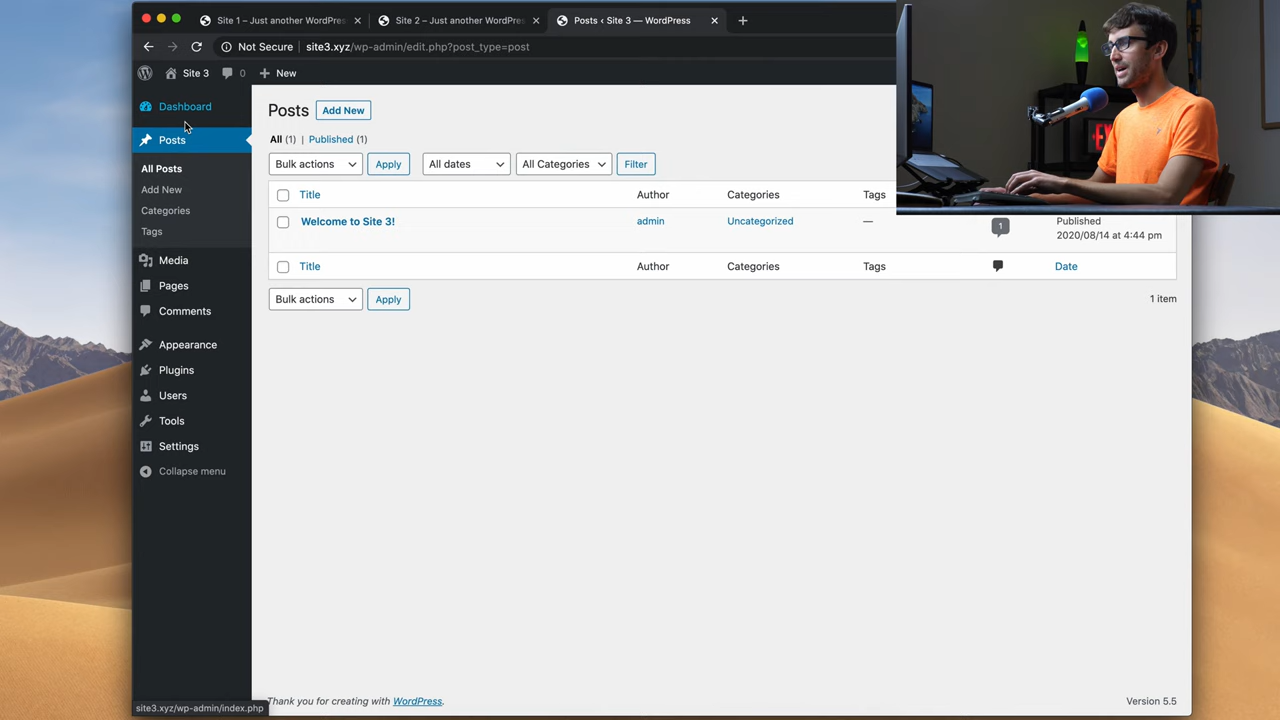 Site 1 – Just another WordPres
Site 2 – Just another WordPres
Posts ‹ Site 3 — WordPress
Not Secure
site3.xyz/wp-admin/edit.php?post_type=post
Site 3
0
New
Dashboard
Posts
All Posts
Add New
Categories
Tags
Media
Pages
Comments
Appearance
Plugins
Users
Tools
Settings
Collapse menu
Posts
Add New
All (1) | Published (1)
Bulk actions
Apply
All dates
All Categories
Filter
Title
Author
Categories
Tags
Welcome to Site 3!
admin
Uncategorized
—
1
Published
2020/08/14 at 4:44 pm
Title
Author
Categories
Tags
Date
Bulk actions
Apply
1 item
Thank you for creating with WordPress.
Version 5.5
site3.xyz/wp-admin/index.php